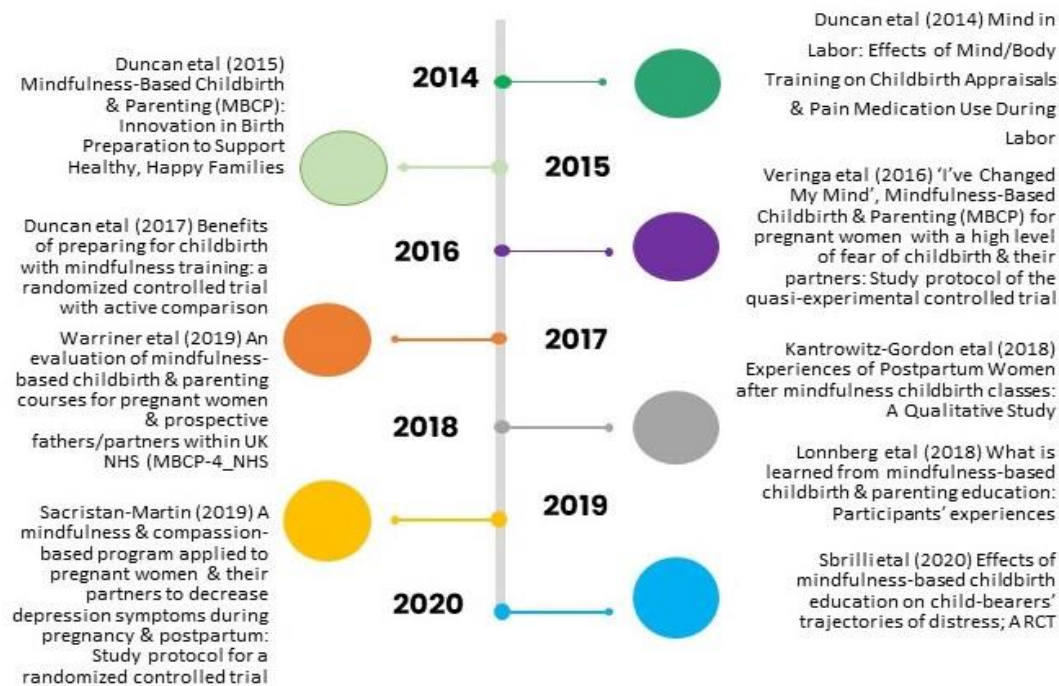 Duncan etal (2014) Mind in
Labor: Effects of Mind/Body
Training on Childbirth Appraisals
& Pain Medication Use During
Labor
2014
Duncan etal (2015)
Mindfulness-Based Childbirth
& Parenting (MBCP):
Innovation in Birth
Preparation to Support
Healthy, Happy Families
2015
Veringa etal (2016) ‘I’ve Changed
My Mind’, Mindfulness-Based
Childbirth & Parenting (MBCP) for
pregnant women with a high level
of fear of childbirth & their
partners: Study protocol of the
quasi-experimental controlled trial
2016
Duncan etal (2017) Benefits
of preparing for childbirth
with mindfulness training: a
randomized controlled trial
with active comparison
2017
Kantrowitz-Gordon etal (2018)
Experiences of Postpartum Women
after mindfulness childbirth classes:
A Qualitative Study
2018
Lonnberg etal (2018) What is
learned from mindfulness-based
childbirth & parenting education:
Participants’ experiences
Warriner etal (2019) An
evaluation of mindfulness-
based childbirth & parenting
courses for pregnant women
& prospective
fathers/partners within UK
NHS (MBCP-4_NHS
2019
Sacristan-Martin (2019) A
mindfulness & compassion-
based program applied to
pregnant women & their
partners to decrease
depression symptoms during
pregnancy & postpartum:
Study protocol for a
randomized controlled trial
2020
Sbrilli etal (2020) Effects of
mindfulness-based childbirth
education on child-bearers’
trajectories of distress; A RCT